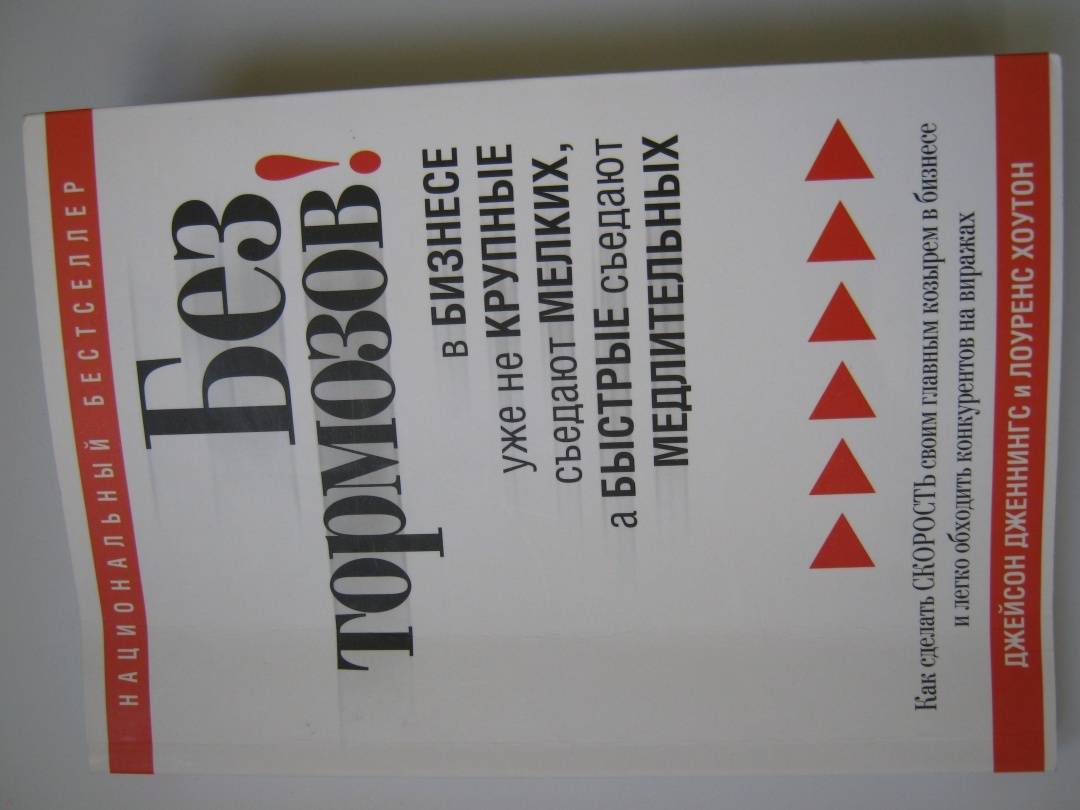 НАЦИОНАЛЬНЫЙ БЕСТСЕЛЛЕР
Без
тормозов!
в БИЗНЕСЕ
уже не КРУПНЫЕ
съедают МЕЛКИХ,
а БЫСТРЫЕ съедают
МЕДЛИТЕЛЬНЫХ
Как сделать СКОРОСТЬ своим главным козырем в бизнесе
и легко обходить конкурентов на виражах
ДЖЕЙСОН ДЖЕННИНГС и ЛОУРЕНС ХОУТОН